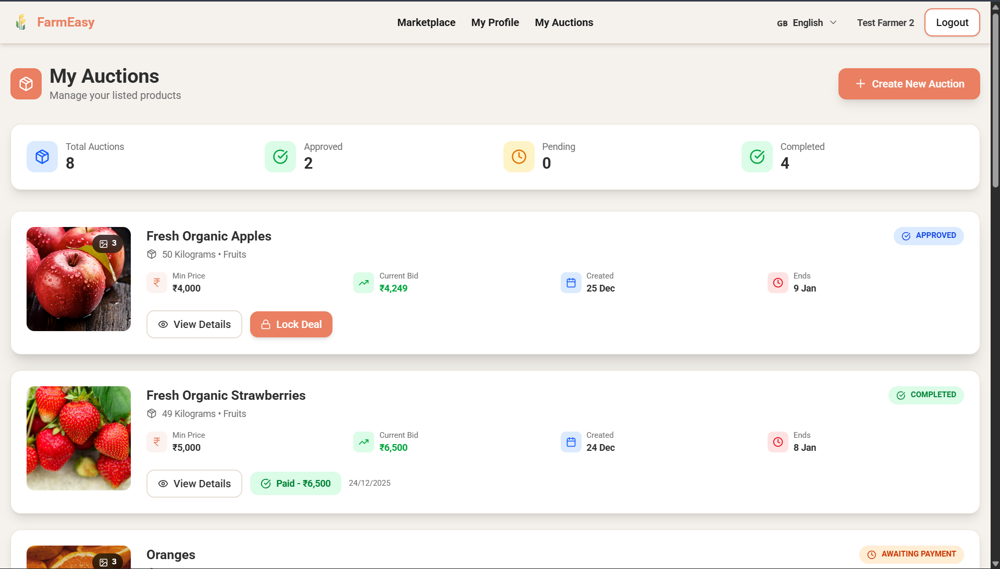 FarmEasy
Marketplace My Profile My Auctions
GB English Test Farmer 2 Logout
My Auctions
Manage your listed products
Create New Auction
Total Auctions
8
Approved
2
Pending
0
Completed
4
3
Fresh Organic Apples
APPROVED
50 Kilograms • Fruits
Min Price
₹4,000
Current Bid
₹4,249
Created
25 Dec
Ends
9 Jan
View Details Lock Deal
Fresh Organic Strawberries
COMPLETED
49 Kilograms • Fruits
Min Price
₹5,000
Current Bid
₹6,500
Created
24 Dec
Ends
8 Jan
View Details Paid - ₹6,500 24/12/2025
3
Oranges
AWAITING PAYMENT